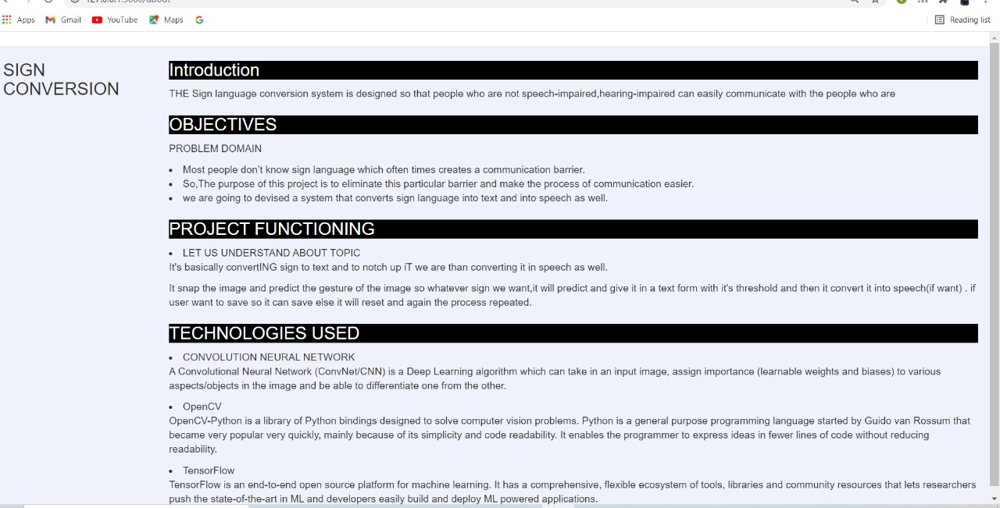 Apps Gmail YouTube Maps Reading list
SIGN
CONVERSION
Introduction
THE Sign language conversion system is designed so that people who are not speech-impaired,hearing-impaired can easily communicate with the people who are
OBJECTIVES
PROBLEM DOMAIN
• Most people don't know sign language which often times creates a communication barrier.
• So,The purpose of this project is to eliminate this particular barrier and make the process of communication easier.
• we are going to devised a system that converts sign language into text and into speech as well.
PROJECT FUNCTIONING
• LET US UNDERSTAND ABOUT TOPIC
It's basically convertING sign to text and to notch up iT we are than converting it in speech as well.
It snap the image and predict the gesture of the image so whatever sign we want,it will predict and give it in a text form with it's threshold and then it convert it into speech(if want) . if
user want to save so it can save else it will reset and again the process repeated.
TECHNOLOGIES USED
• CONVOLUTION NEURAL NETWORK
A Convolutional Neural Network (ConvNet/CNN) is a Deep Learning algorithm which can take in an input image, assign importance (learnable weights and biases) to various
aspects/objects in the image and be able to differentiate one from the other.
• OpenCV
OpenCV-Python is a library of Python bindings designed to solve computer vision problems. Python is a general purpose programming language started by Guido van Rossum that
became very popular very quickly, mainly because of its simplicity and code readability. It enables the programmer to express ideas in fewer lines of code without reducing
readability.
• TensorFlow
TensorFlow is an end-to-end open source platform for machine learning. It has a comprehensive, flexible ecosystem of tools, libraries and community resources that lets researchers
push the state-of-the-art in ML and developers easily build and deploy ML powered applications.